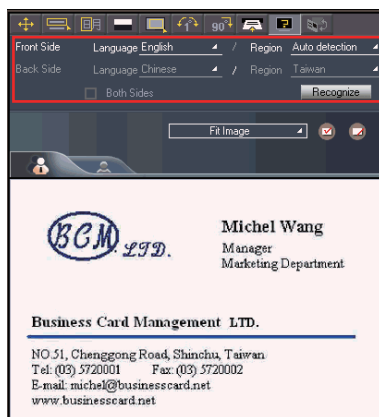 1°
90°
?
Front Side Language English / Region Auto detection
Back Side Language Chinese / Region Taiwan
Both Sides Recognize
Fit Image
BCM LTD.
Michel Wang
Manager
Marketing Department
Business Card Management LTD.
NO.51, Chenggong Road, Shinchu, Taiwan
Tel: (03) 5720001 Fax: (03) 5720002
E-mail: michel@businesscard.net
www.businesscard.net